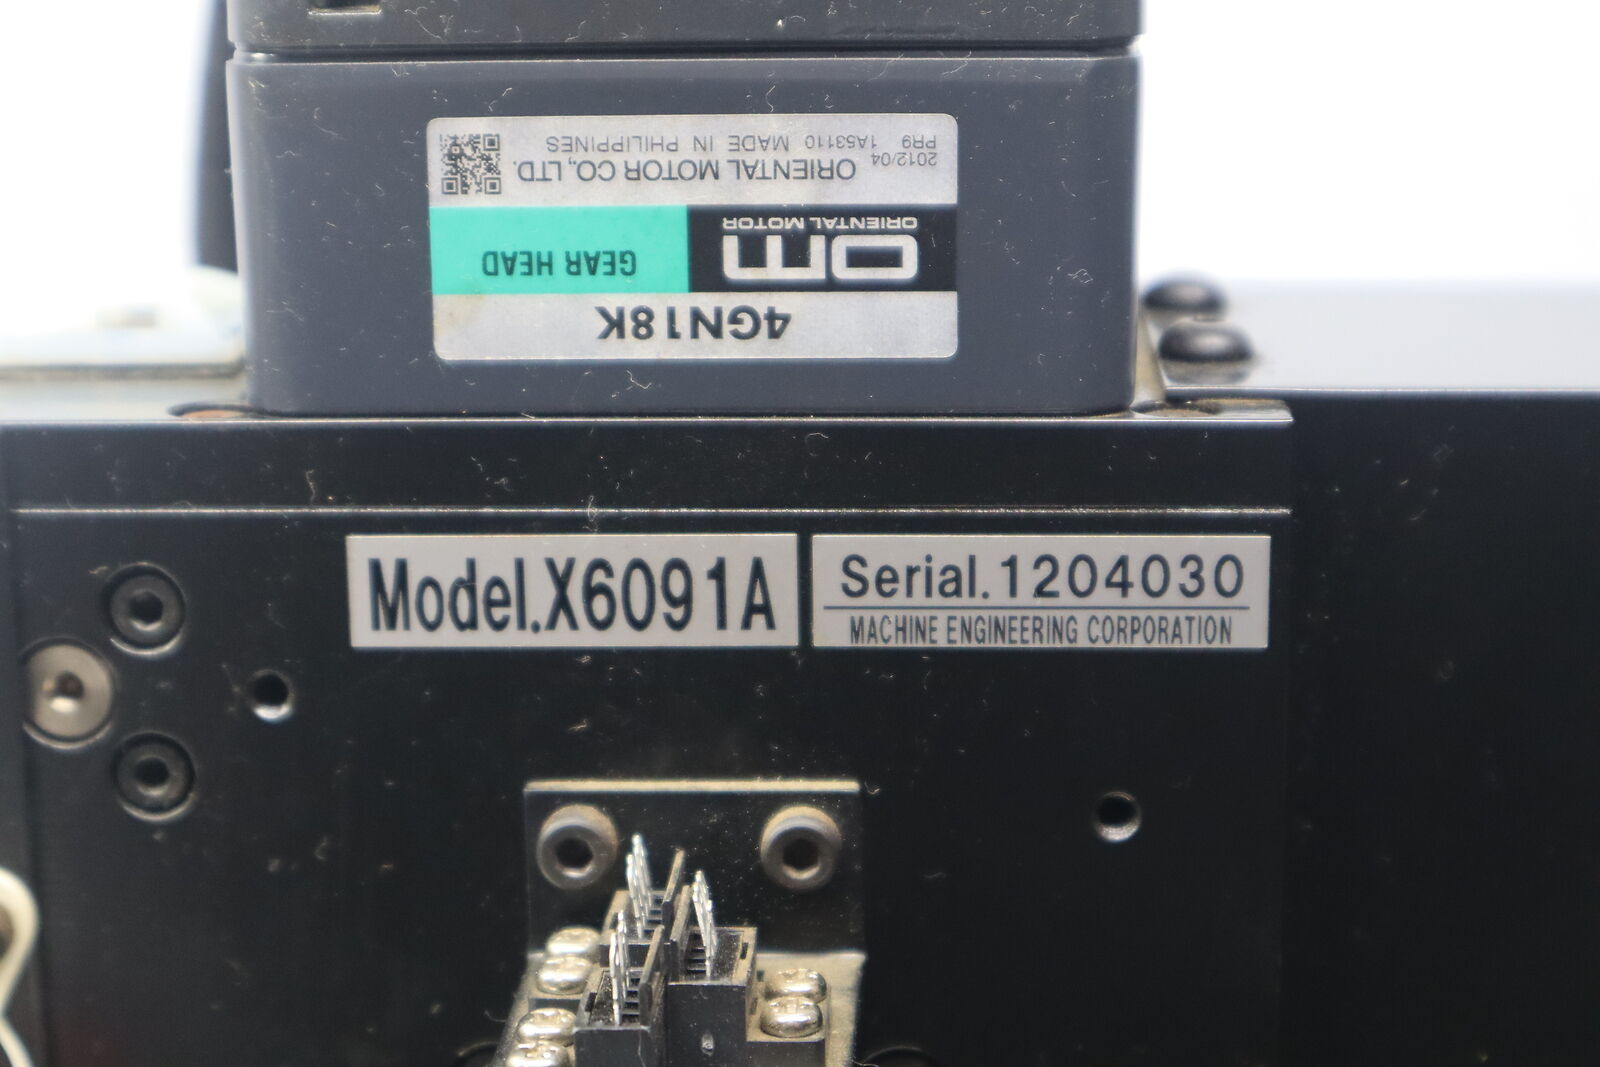 4GN18K
GEAR HEAD
OM
ORIENTAL MOTOR
2012/04
ORIENTAL MOTOR CO.,LTD.
PR9 1A53110 MADE IN PHILIPPINES
Model.X6091A
Serial.1204030
MACHINE ENGINEERING CORPORATION